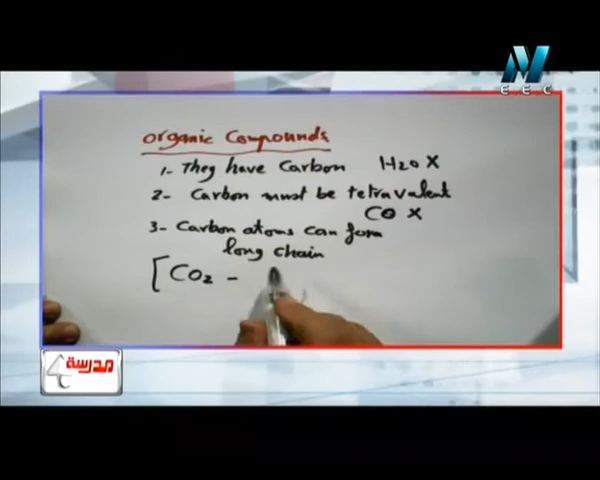 EEC
Organic Compounds
1- They have Carbon H2O X
2- Carbon must be tetravalent
CO X
3- Carbon atoms can form
long chain
[CO2 -
مدرسة